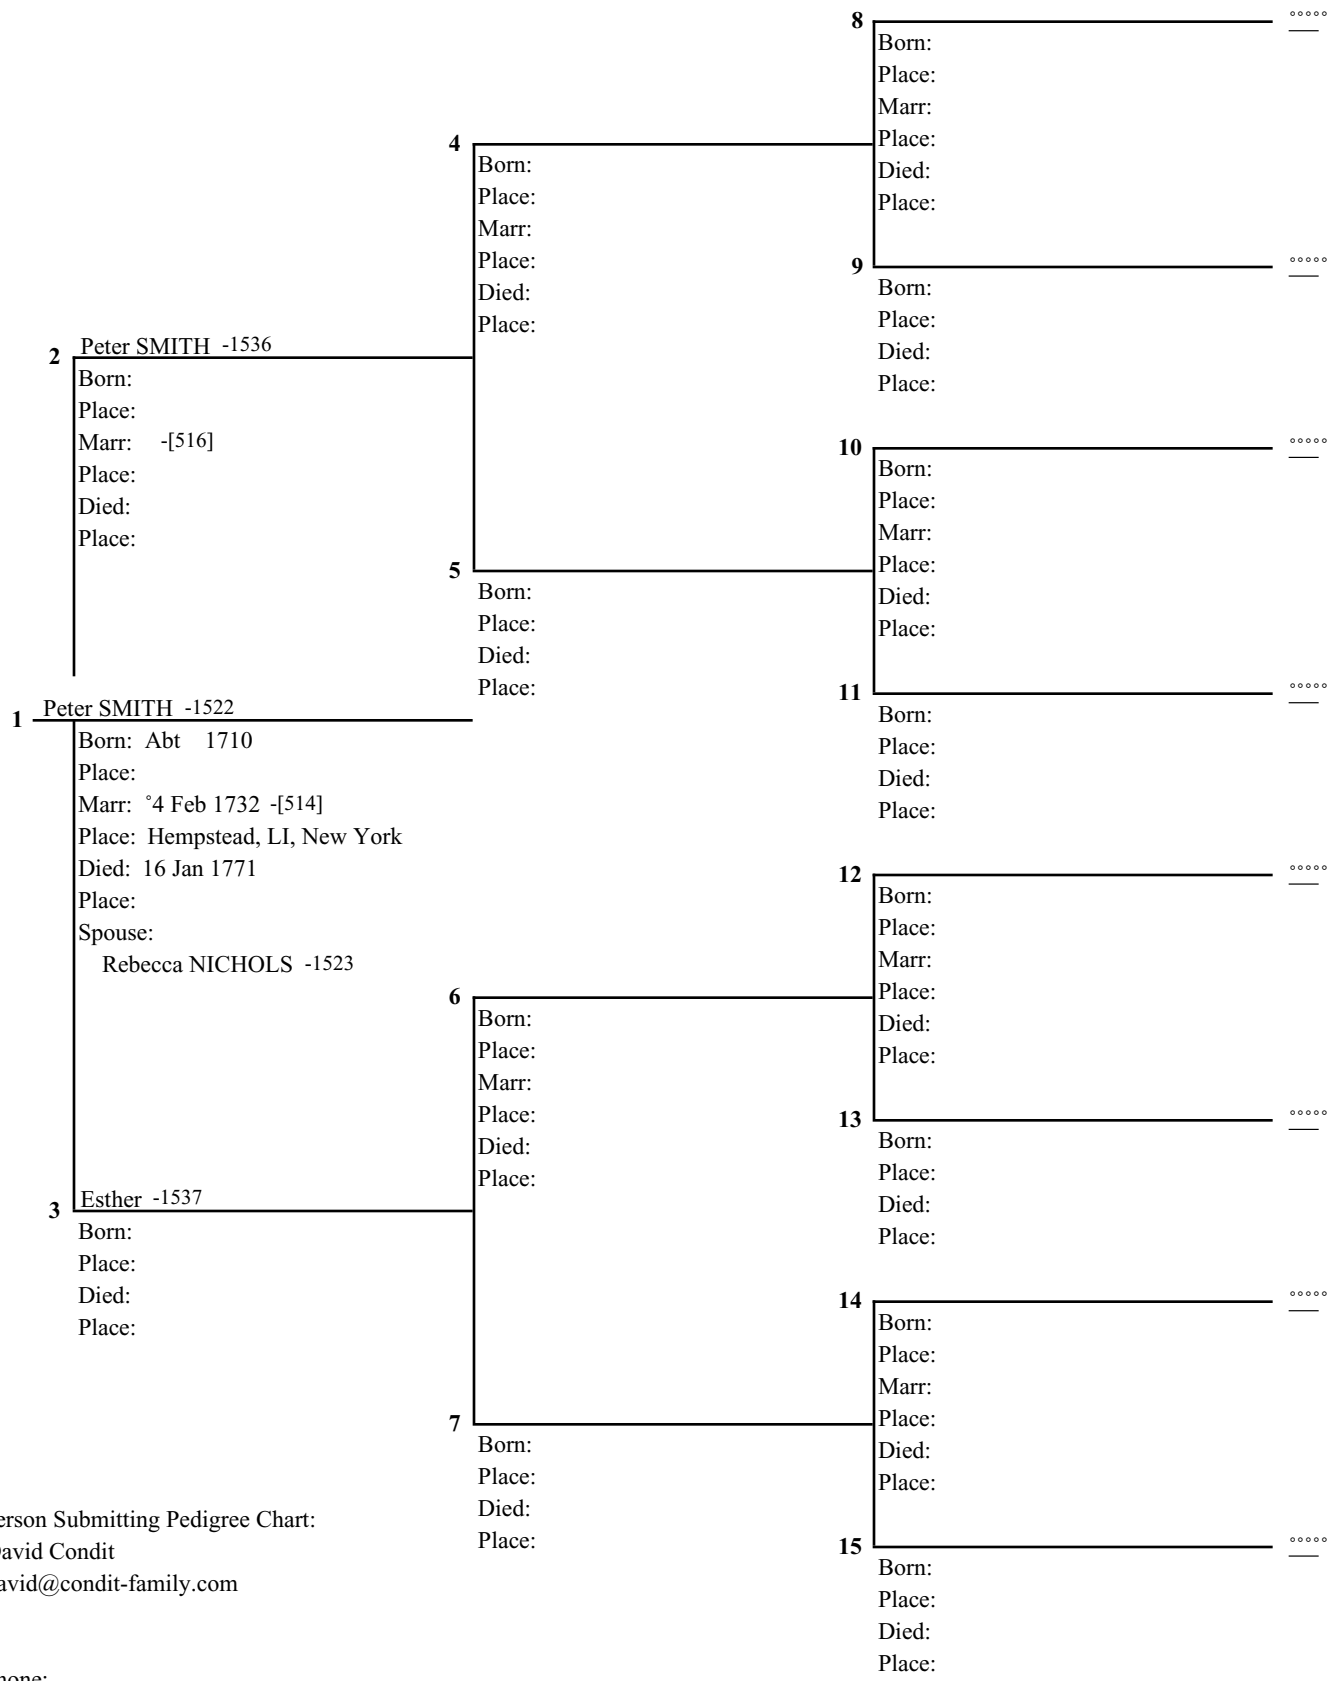 8 °°°°°
Born:
Place:
Marr:
Place:
Died:
Place:
4
Born:
Place:
Marr:
Place:
Died:
Place:
9 °°°°°
Born:
Place:
Died:
Place:
2 Peter SMITH -1536
Born:
Place:
Marr: -[516]
Place:
Died:
Place:
10 °°°°°
Born:
Place:
Marr:
Place:
Died:
Place:
5
Born:
Place:
Died:
Place:
11 °°°°°
Born:
Place:
Died:
Place:
1 Peter SMITH -1522
Born: Abt 1710
Place:
Marr: °4 Feb 1732 -[514]
Place: Hempstead, LI, New York
Died: 16 Jan 1771
Place:
Spouse:
Rebecca NICHOLS -1523
12 °°°°°
Born:
Place:
Marr:
Place:
Died:
Place:
6
Born:
Place:
Marr:
Place:
Died:
Place:
13 °°°°°
Born:
Place:
Died:
Place:
3 Esther -1537
Born:
Place:
Died:
Place:
14 °°°°°
Born:
Place:
Marr:
Place:
Died:
Place:
7
Born:
Place:
Died:
Place:
15 °°°°°
Born:
Place:
Died:
Place:
erson Submitting Pedigree Chart:
avid Condit
avid@condit-family.com
hone: